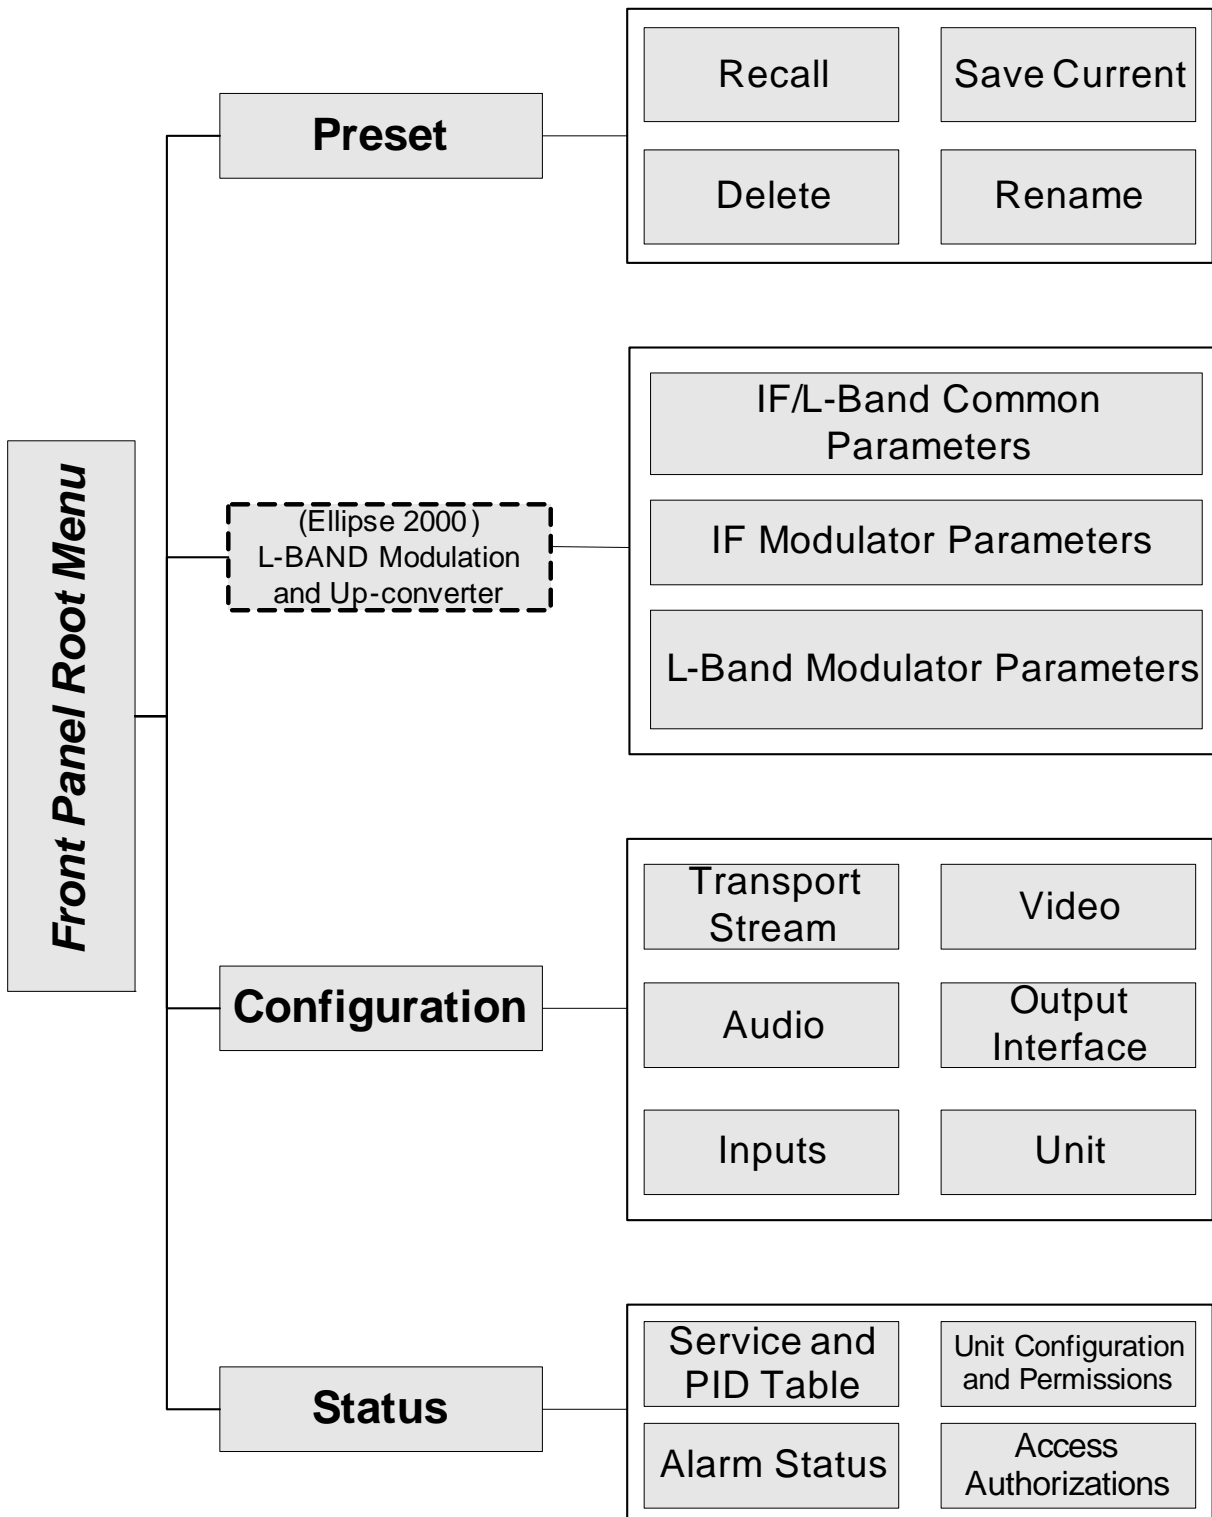 Front Panel Root Menu
Preset
Recall
Save Current
Delete
Rename
(Ellipse 2000)
L-BAND Modulation
and Up-converter
IF/L-Band Common
Parameters
IF Modulator Parameters
L-Band Modulator Parameters
Configuration
Transport
Stream
Video
Audio
Output
Interface
Inputs
Unit
Status
Service and
PID Table
Unit Configuration
and Permissions
Alarm Status
Access
Authorizations